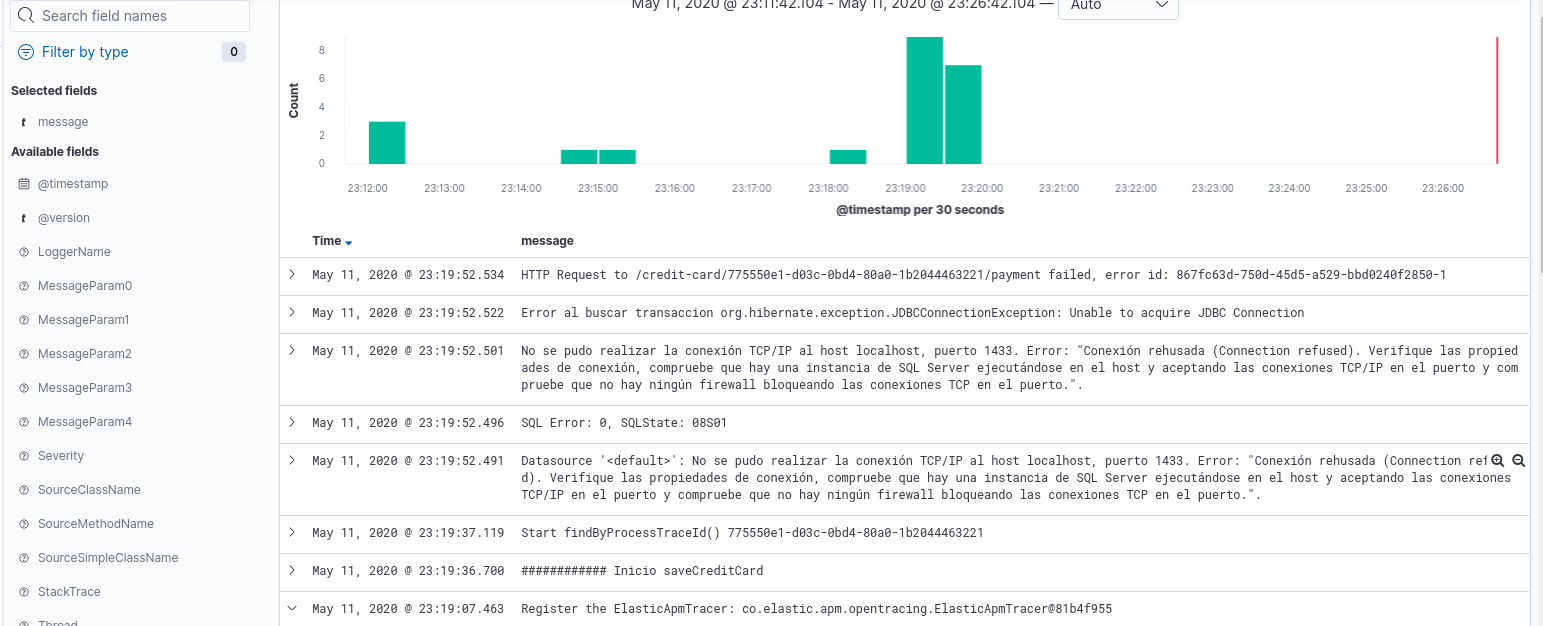 May 11, 2020 @ 23:11:42.104 - May 11, 2020 @ 23:26:42.104 — Auto
Search field names
Filter by type 0
Selected fields
t message
Available fields
@timestamp
t @version
LoggerName
MessageParam0
MessageParam1
MessageParam2
MessageParam3
MessageParam4
Severity
SourceClassName
SourceMethodName
SourceSimpleClassName
StackTrace
Thread
Count
8
6
4
2
0
23:12:00 23:13:00 23:14:00 23:15:00 23:16:00 23:17:00 23:18:00 23:19:00 23:20:00 23:21:00 23:22:00 23:23:00 23:24:00 23:25:00 23:26:00
@timestamp per 30 seconds
Time message
May 11, 2020 @ 23:19:52.534 HTTP Request to /credit-card/775550e1-d03c-0bd4-80a0-1b2044463221/payment failed, error id: 867fc63d-750d-45d5-a529-bbd0240f2850-1
May 11, 2020 @ 23:19:52.522 Error al buscar transaccion org.hibernate.exception.JDBCConnectionException: Unable to acquire JDBC Connection
May 11, 2020 @ 23:19:52.501 No se pudo realizar la conexión TCP/IP al host localhost, puerto 1433. Error: "Conexión rehusada (Connection refused). Verifique las propied
ades de conexión, compruebe que hay una instancia de SQL Server ejecutándose en el host y aceptando las conexiones TCP/IP en el puerto y com
pruebe que no hay ningún firewall bloqueando las conexiones TCP en el puerto.".
May 11, 2020 @ 23:19:52.496 SQL Error: 0, SQLState: 08S01
May 11, 2020 @ 23:19:52.491 Datasource '<default>': No se pudo realizar la conexión TCP/IP al host localhost, puerto 1433. Error: "Conexión rehusada (Connection ref
d). Verifique las propiedades de conexión, compruebe que hay una instancia de SQL Server ejecutándose en el host y aceptando las conexiones
TCP/IP en el puerto y compruebe que no hay ningún firewall bloqueando las conexiones TCP en el puerto.".
May 11, 2020 @ 23:19:37.119 Start findByProcessTraceId() 775550e1-d03c-0bd4-80a0-1b2044463221
May 11, 2020 @ 23:19:36.700 ############ Inicio saveCreditCard
May 11, 2020 @ 23:19:07.463 Register the ElasticApmTracer: co.elastic.apm.opentracing.ElasticApmTracer@81b4f955